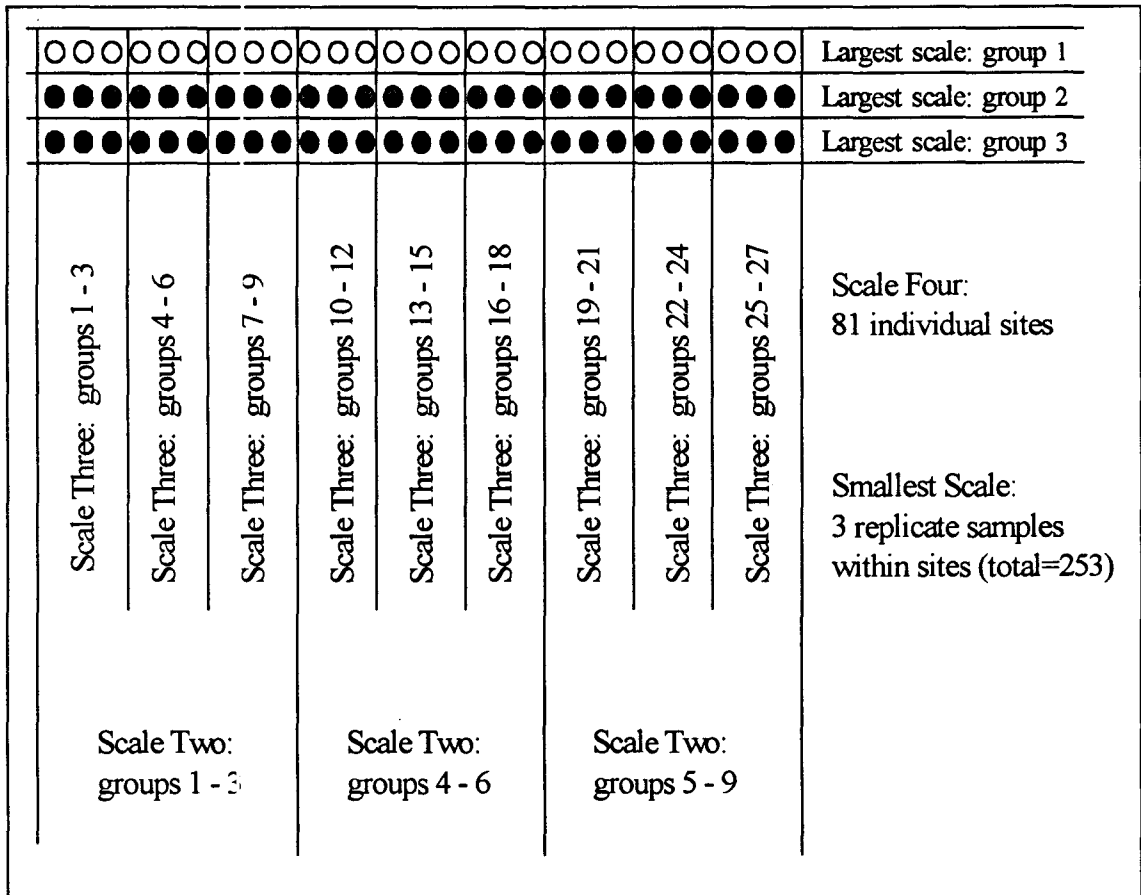 Largest scale: group 1
Largest scale: group 2
Largest scale: group 3
Scale Three: groups 1 - 3
Scale Three: groups 4 - 6
Scale Three: groups 7 - 9
Scale Three: groups 10 - 12
Scale Three: groups 13 - 15
Scale Three: groups 16 - 18
Scale Three: groups 19 - 21
Scale Three: groups 22 - 24
Scale Three: groups 25 - 27
Scale Four:
81 individual sites
Smallest Scale:
3 replicate samples
within sites (total=253)
Scale Two:
groups 1 - 3
Scale Two:
groups 4 - 6
Scale Two:
groups 5 - 9